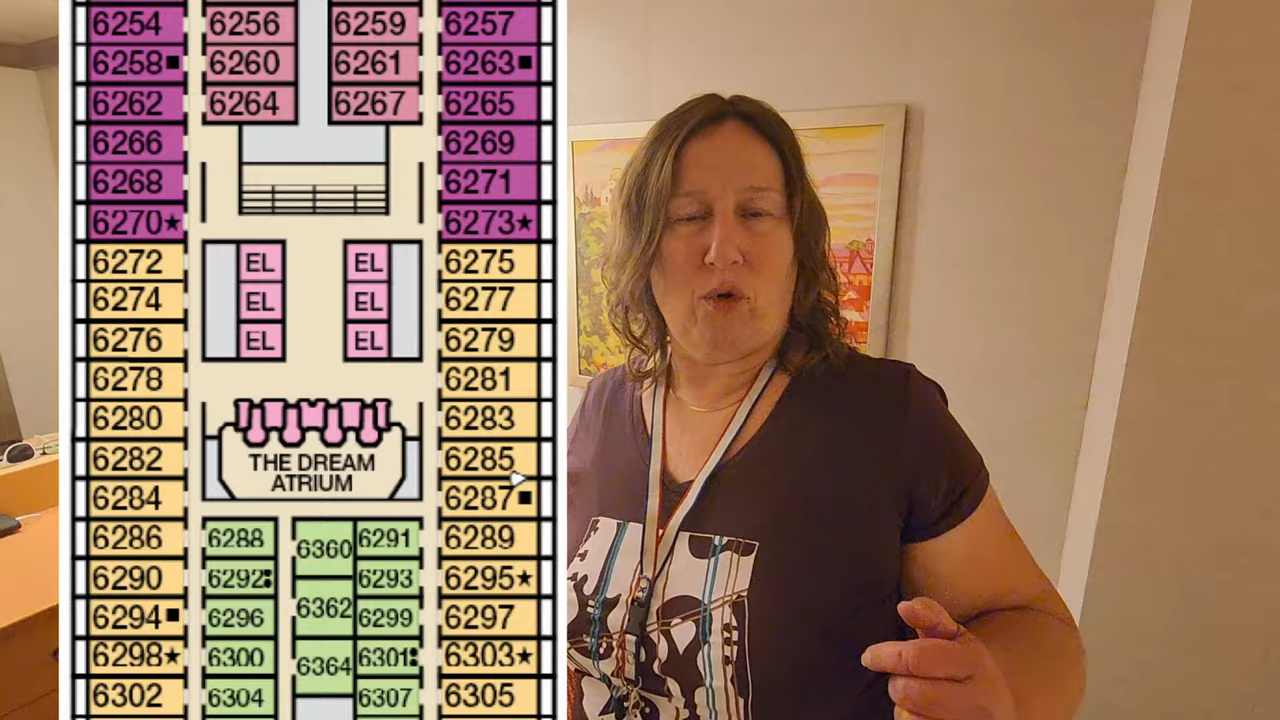 6254 6256 6259 6257
6258■ 6260 6261 6263■
6262 6264 6267 6265
6266 6269
6268 6271
6270★ 6273★
6272 EL EL 6275
6274 EL EL 6277
6276 EL EL 6279
6278 6281
6280 6283
6282 THE DREAM 6285
ATRIUM
6284 6287■
6286 6288 6360 6291 6289
6290 6292 6293 6295★
6294■ 6296 6362 6299 6297
6298★ 6300 6364 6301 6303★
6302 6304 6307 6305